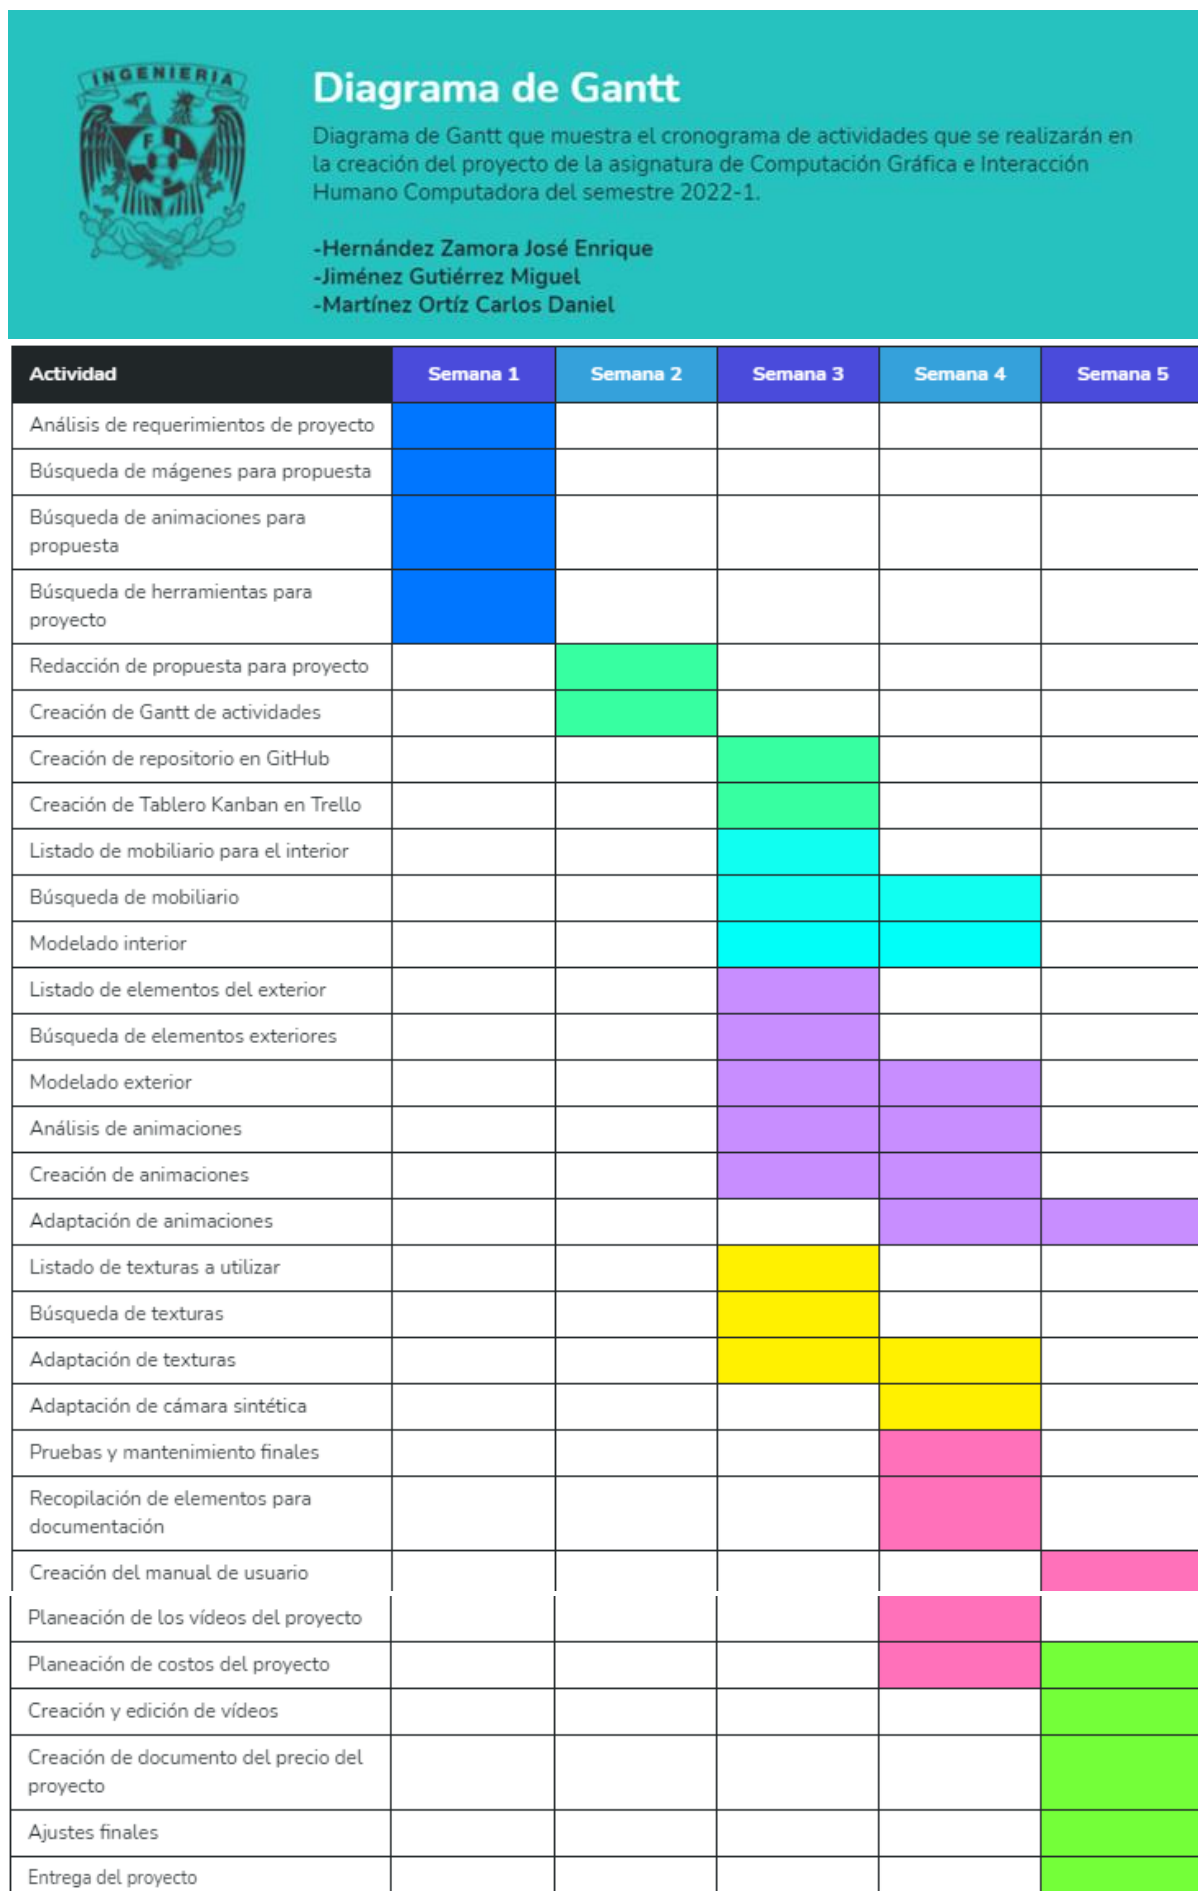 INGENIERIA
F I
Diagrama de Gantt
Diagrama de Gantt que muestra el cronograma de actividades que se realizarán en
la creación del proyecto de la asignatura de Computación Gráfica e Interacción
Humano Computadora del semestre 2022-1.
-Hernández Zamora José Enrique
-Jiménez Gutiérrez Miguel
-Martínez Ortíz Carlos Daniel
Actividad Semana 1 Semana 2 Semana 3 Semana 4 Semana 5
Análisis de requerimientos de proyecto
Búsqueda de mágenes para propuesta
Búsqueda de animaciones para
propuesta
Búsqueda de herramientas para
proyecto
Redacción de propuesta para proyecto
Creación de Gantt de actividades
Creación de repositorio en GitHub
Creación de Tablero Kanban en Trello
Listado de mobiliario para el interior
Búsqueda de mobiliario
Modelado interior
Listado de elementos del exterior
Búsqueda de elementos exteriores
Modelado exterior
Análisis de animaciones
Creación de animaciones
Adaptación de animaciones
Listado de texturas a utilizar
Búsqueda de texturas
Adaptación de texturas
Adaptación de cámara sintética
Pruebas y mantenimiento finales
Recopilación de elementos para
documentación
Creación del manual de usuario
Planeación de los vídeos del proyecto
Planeación de costos del proyecto
Creación y edición de vídeos
Creación de documento del precio del
proyecto
Ajustes finales
Entrega del proyecto